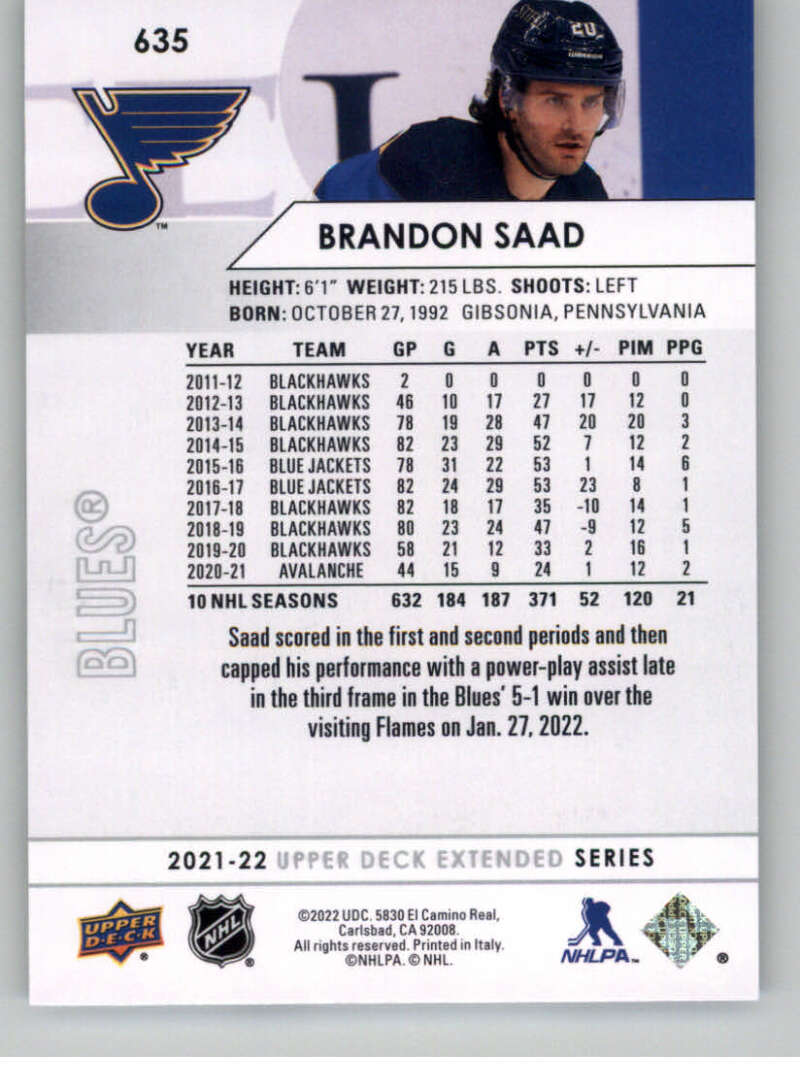 635
20
TM
BRANDON SAAD
HEIGHT: 6'1" WEIGHT: 215 LBS. SHOOTS: LEFT
BORN: OCTOBER 27, 1992 GIBSONIA, PENNSYLVANIA
YEAR TEAM GP G A PTS +/- PIM PPG
2011-12 BLACKHAWKS 2 0 0 0 0 0 0
2012-13 BLACKHAWKS 46 10 17 27 17 12 0
2013-14 BLACKHAWKS 78 19 28 47 20 20 3
2014-15 BLACKHAWKS 82 23 29 52 7 12 2
2015-16 BLUE JACKETS 78 31 22 53 1 14 6
2016-17 BLUE JACKETS 82 24 29 53 23 8 1
2017-18 BLACKHAWKS 82 18 17 35 -10 14 1
2018-19 BLACKHAWKS 80 23 24 47 -9 12 5
2019-20 BLACKHAWKS 58 21 12 33 2 16 1
2020-21 AVALANCHE 44 15 9 24 1 12 2
10 NHL SEASONS 632 184 187 371 52 120 21
BLUES®
Saad scored in the first and second periods and then
capped his performance with a power-play assist late
in the third frame in the Blues' 5-1 win over the
visiting Flames on Jan. 27, 2022.
2021-22 UPPER DECK EXTENDED SERIES
UPPER
D·E·C·K
®
NHL
®
©2022 UDC. 5830 El Camino Real,
Carlsbad, CA 92008.
All rights reserved. Printed in Italy.
©NHLPA. © NHL.
NHLPA™
®